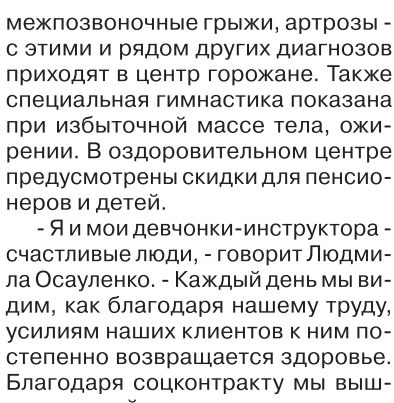 межпозвоночные грыжи, артрозы -
с этими и рядом других диагнозов
приходят в центр горожане. Также
специальная гимнастика показана
при избыточной массе тела, ожи-
рении. В оздоровительном центре
предусмотрены скидки для пенсио-
неров и детей.
- Я и мои девчонки-инструктора -
счастливые люди, - говорит Людми-
ла Осауленко. - Каждый день мы ви-
дим, как благодаря нашему труду,
усилиям наших клиентов к ним по-
степенно возвращается здоровье.
Благодаря соцконтракту мы выш-